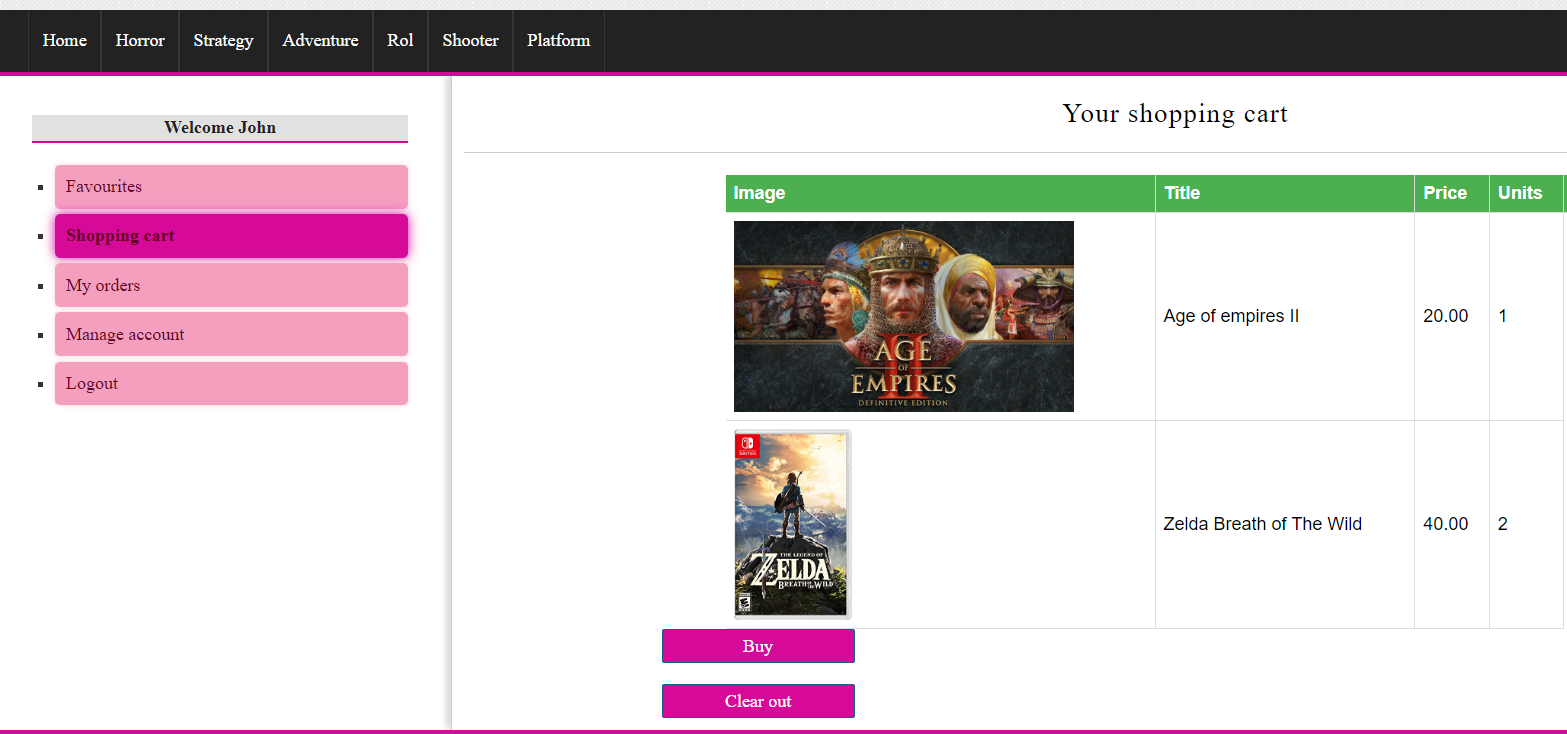 Home Horror Strategy Adventure Rol Shooter Platform
Welcome John
Favourites
Shopping cart
My orders
Manage account
Logout
Your shopping cart
Image Title Price Units
AGE
OF
EMPIRES
II
DEFINITIVE EDITION
Age of empires II 20.00 1
THE LEGEND OF
ZELDA
BREATH OF THE WILD
Zelda Breath of The Wild 40.00 2
Buy
Clear out